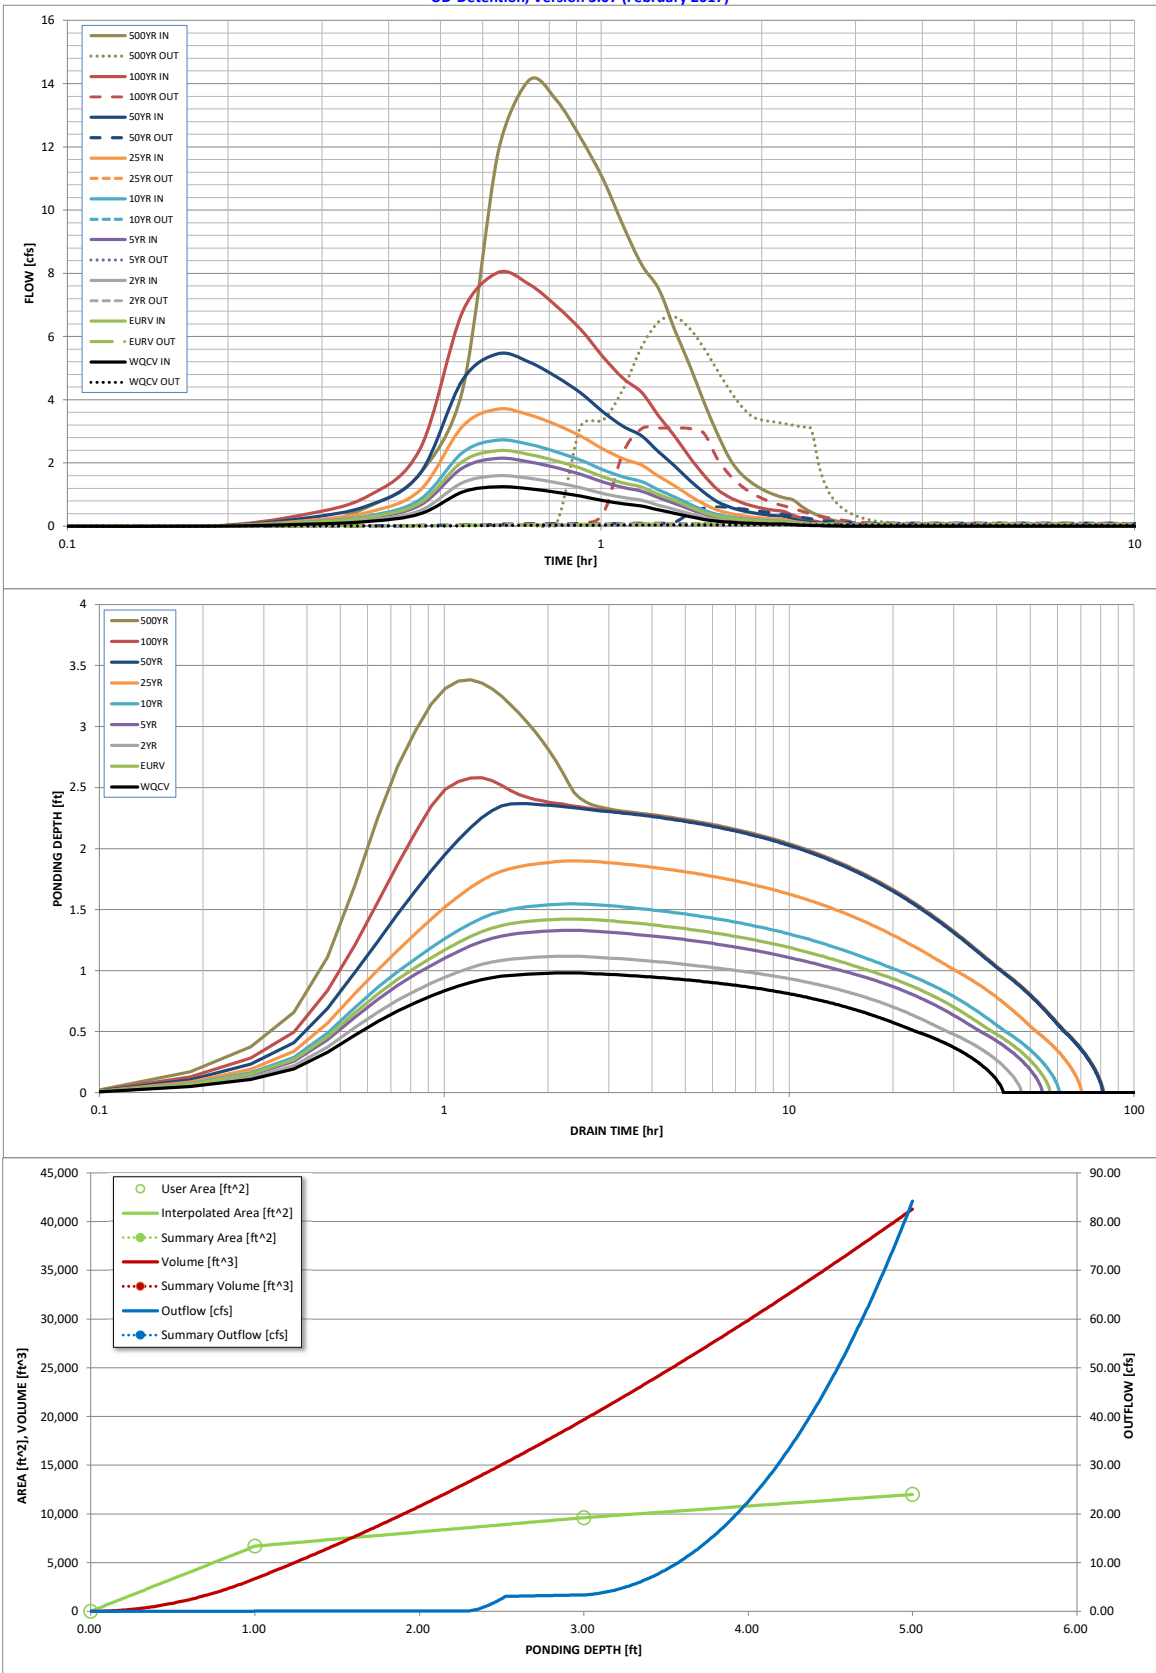 UD-Detention, Version 3.07 (February 2017)
16
14
12
10
8
6
4
2
0
FLOW [cfs]
500YR IN
500YR OUT
100YR IN
100YR OUT
50YR IN
50YR OUT
25YR IN
25YR OUT
10YR IN
10YR OUT
5YR IN
5YR OUT
2YR IN
2YR OUT
EURV IN
EURV OUT
WQCV IN
WQCV OUT
0.1
1
10
TIME [hr]
4
3.5
3
2.5
2
1.5
1
0.5
0
PONDING DEPTH [ft]
500YR
100YR
50YR
25YR
10YR
5YR
2YR
EURV
WQCV
0.1
1
10
100
DRAIN TIME [hr]
45,000
40,000
35,000
30,000
25,000
20,000
15,000
10,000
5,000
0
AREA [ft^2], VOLUME [ft^3]
User Area [ft^2]
Interpolated Area [ft^2]
Summary Area [ft^2]
Volume [ft^3]
Summary Volume [ft^3]
Outflow [cfs]
Summary Outflow [cfs]
90.00
80.00
70.00
60.00
50.00
40.00
30.00
20.00
10.00
0.00
OUTFLOW [cfs]
0.00
1.00
2.00
3.00
4.00
5.00
6.00
PONDING DEPTH [ft]